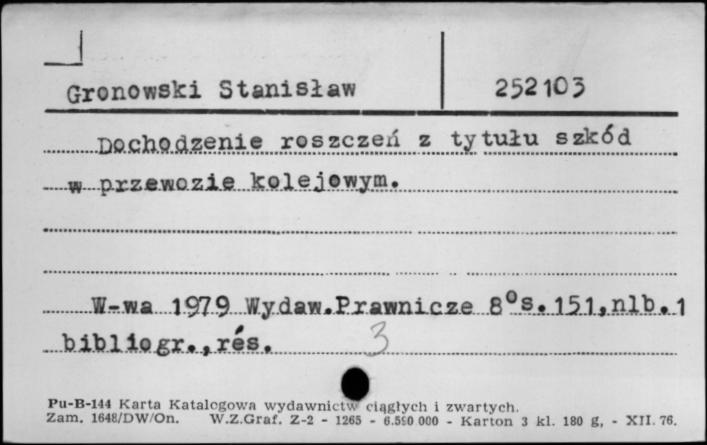 Gronowski Stanisław 252103
Dochodzenie roszczeń z tytułu szkód
w przewozie kolejowym.
W-wa 1979 Wydaw.Prawnicze 8° s. 151, nlb. 1
bibliogr., rés. 3
Pu-B-144 Karta Katalogowa wydawnictw ciągłych i zwartych.
Zam. 1648/DW/On. W.Z.Graf. Z-2 - 1265 - 6.590 000 - Karton 3 kl. 180 g, - XII. 76.